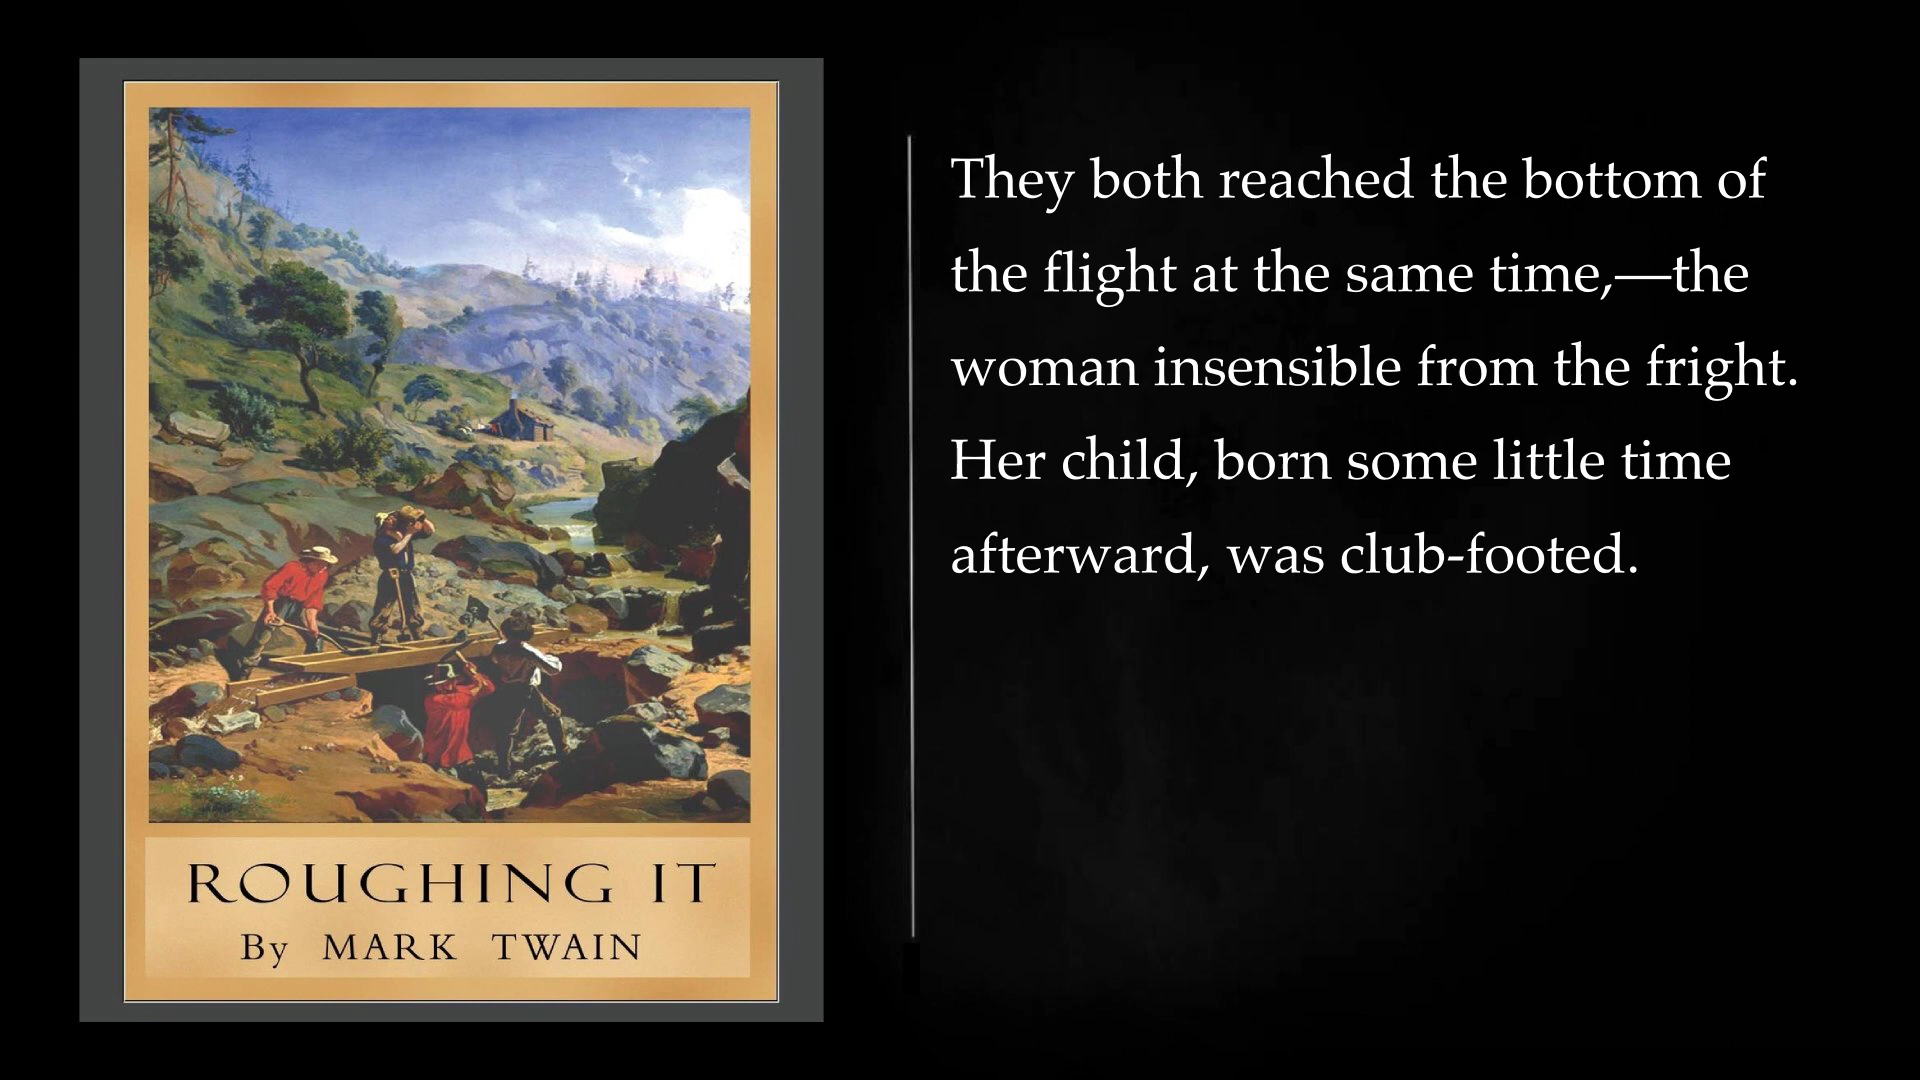 ROUGHING IT
By MARK TWAIN
They both reached the bottom of
the flight at the same time,—the
woman insensible from the fright.
Her child, born some little time
afterward, was club-footed.